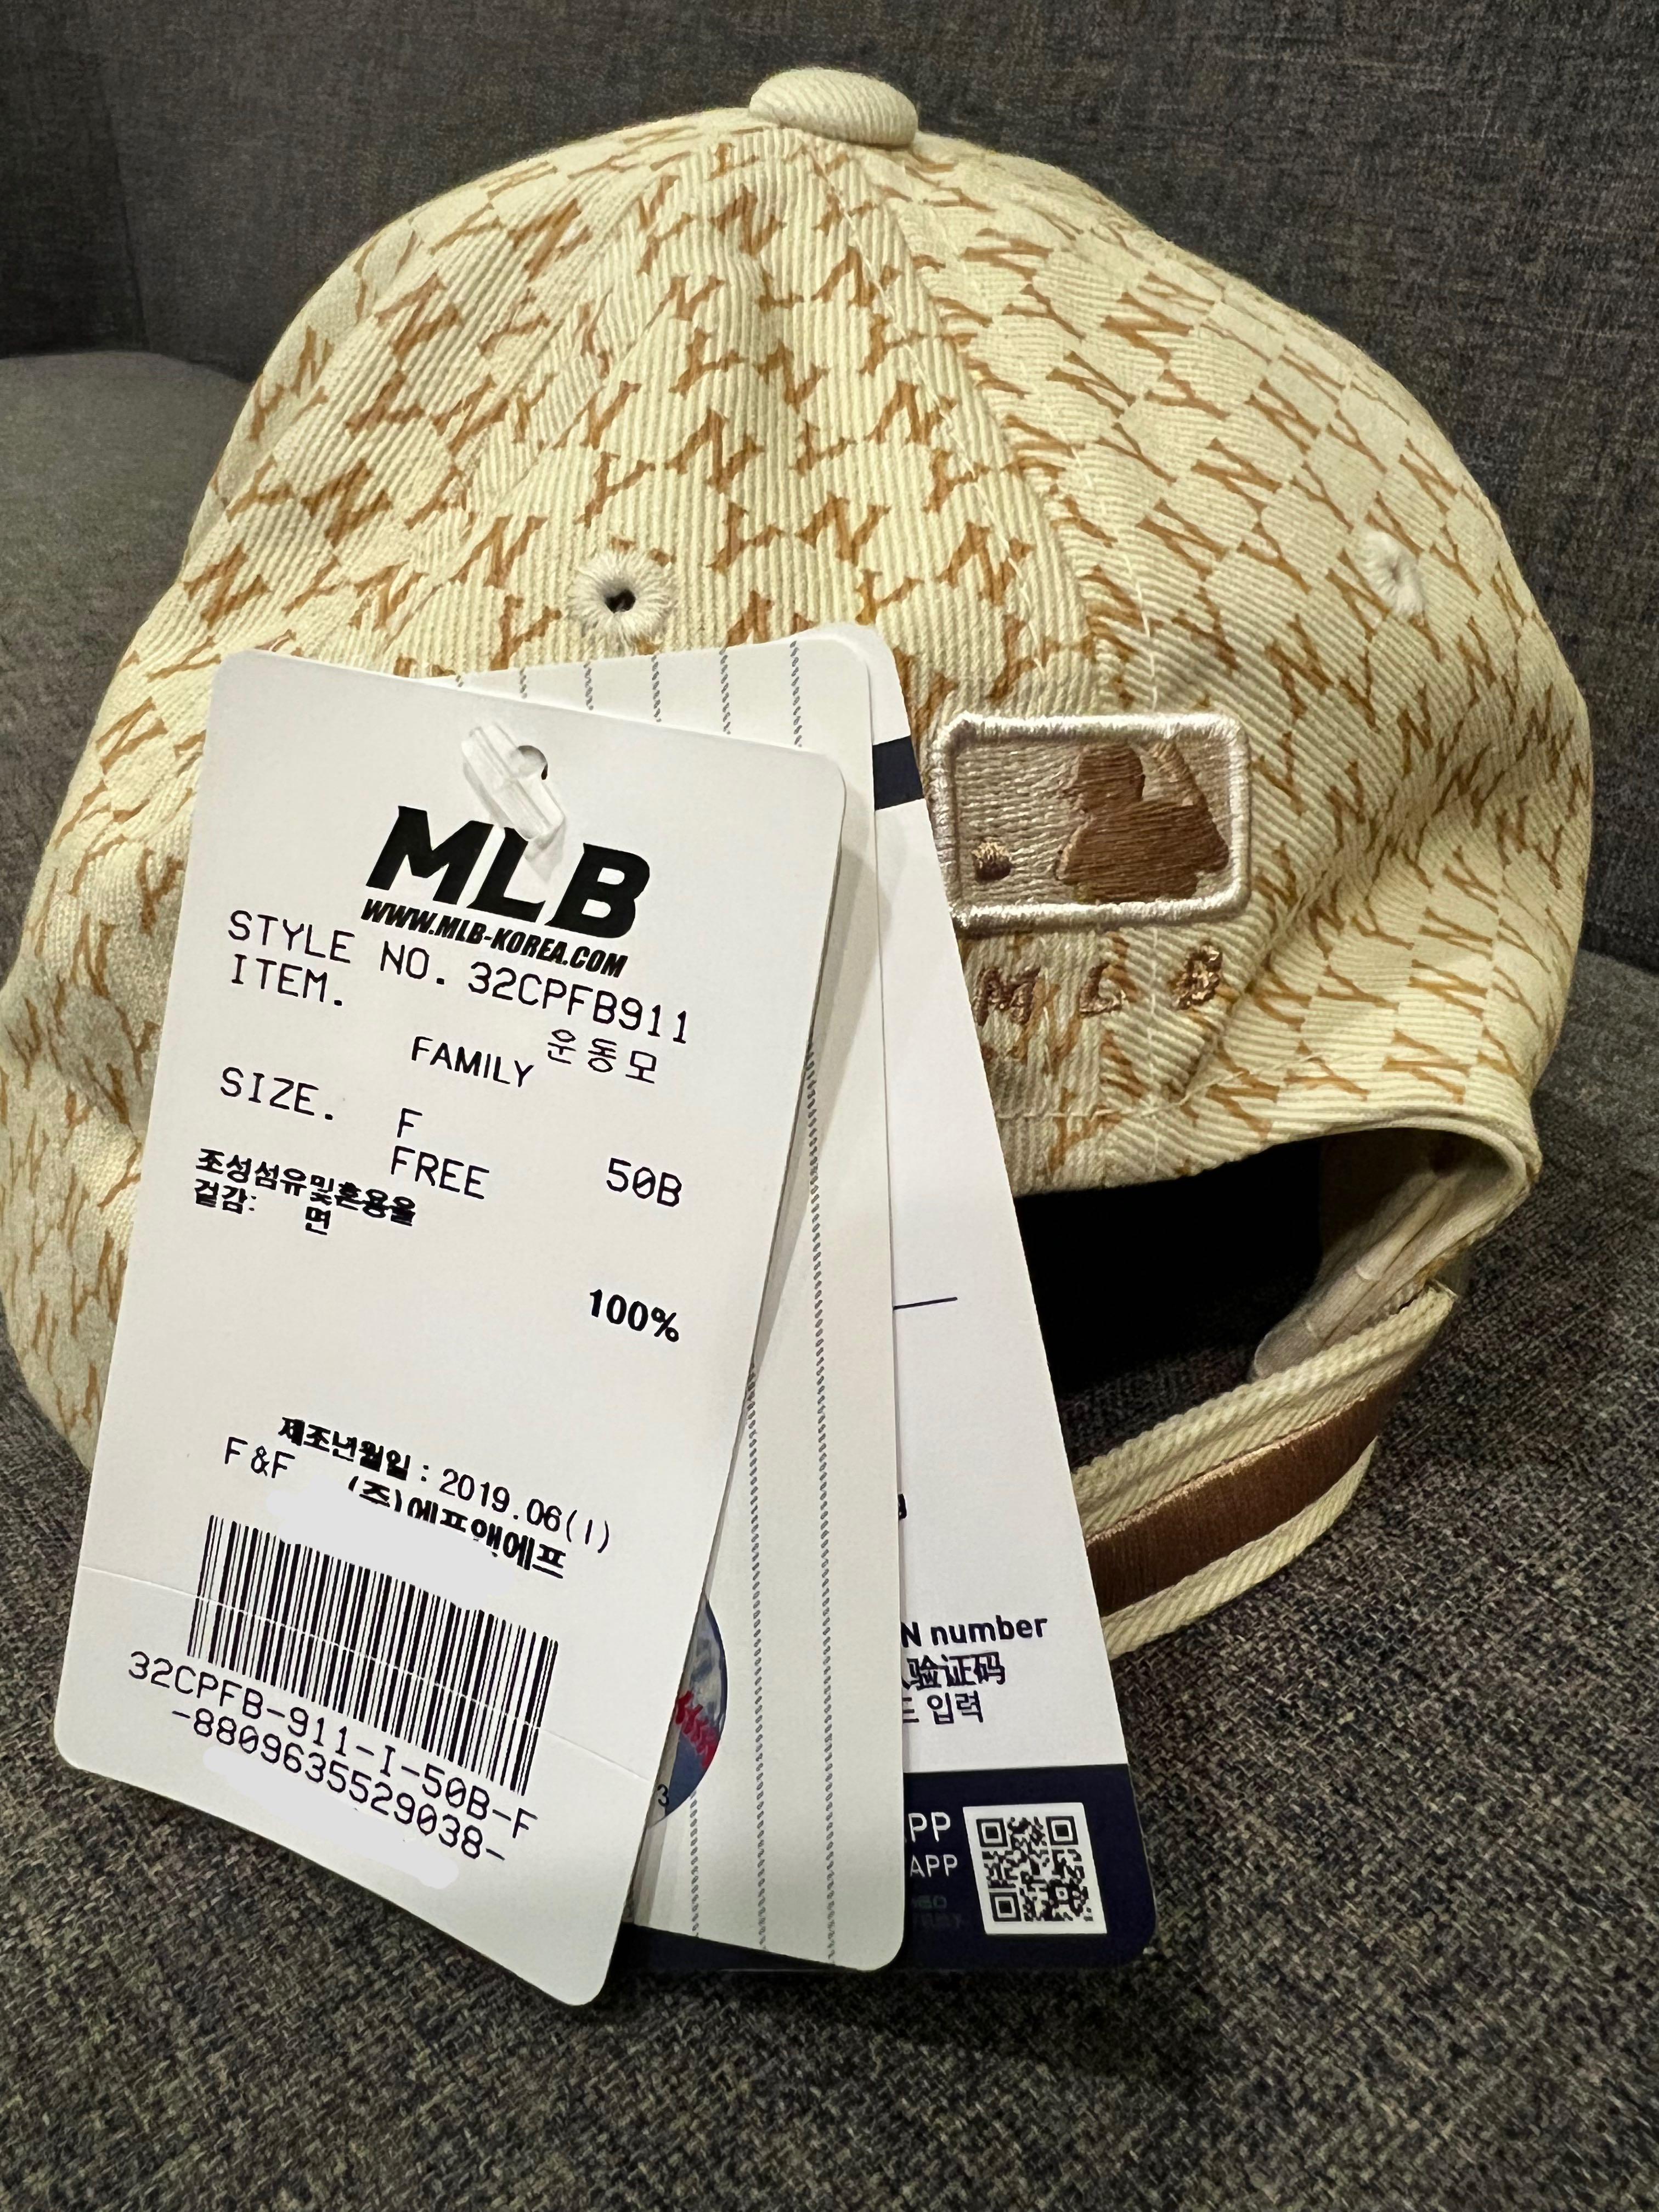 MLB
WWW.MLB-KOREA.COM
STYLE NO. 32CPFB911
ITEM.
FAMILY 운동모
SIZE. F
FREE 50B
조성섬유및혼용율
겉감: 면
100%
제조년월일 : 2019.06(I)
F&F (주)에프앤에프
32CPFB-911-I-50B-F
-8809635529038-
MLB
N number
验证码
드 입력
PP
APP
3